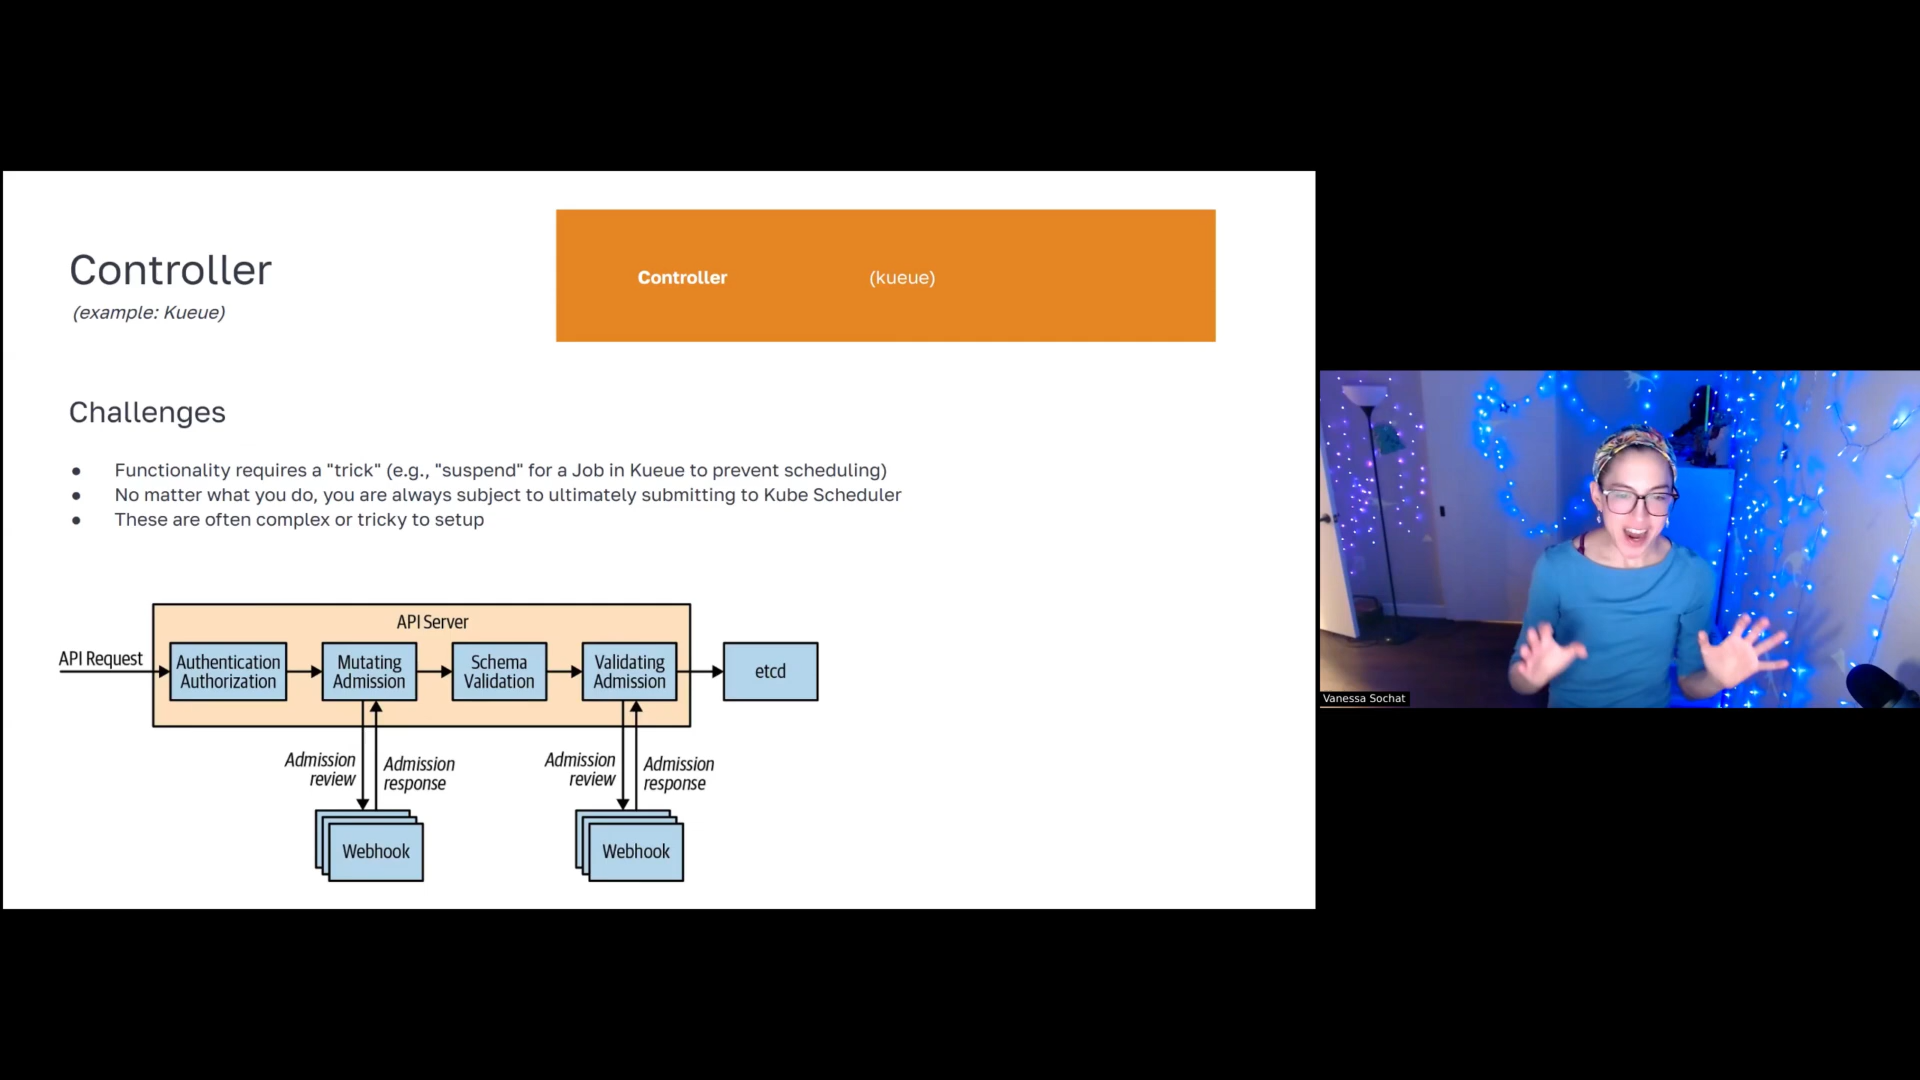 Controller
(example: Kueue)
Controller (kueue)
Challenges
● Functionality requires a "trick" (e.g., "suspend" for a Job in Kueue to prevent scheduling)
● No matter what you do, you are always subject to ultimately submitting to Kube Scheduler
● These are often complex or tricky to setup
API Server
API Request
Authentication
Authorization
Mutating
Admission
Schema
Validation
Validating
Admission
etcd
Admission
review
Admission
response
Admission
review
Admission
response
Webhook
Webhook
Vanessa Sochat